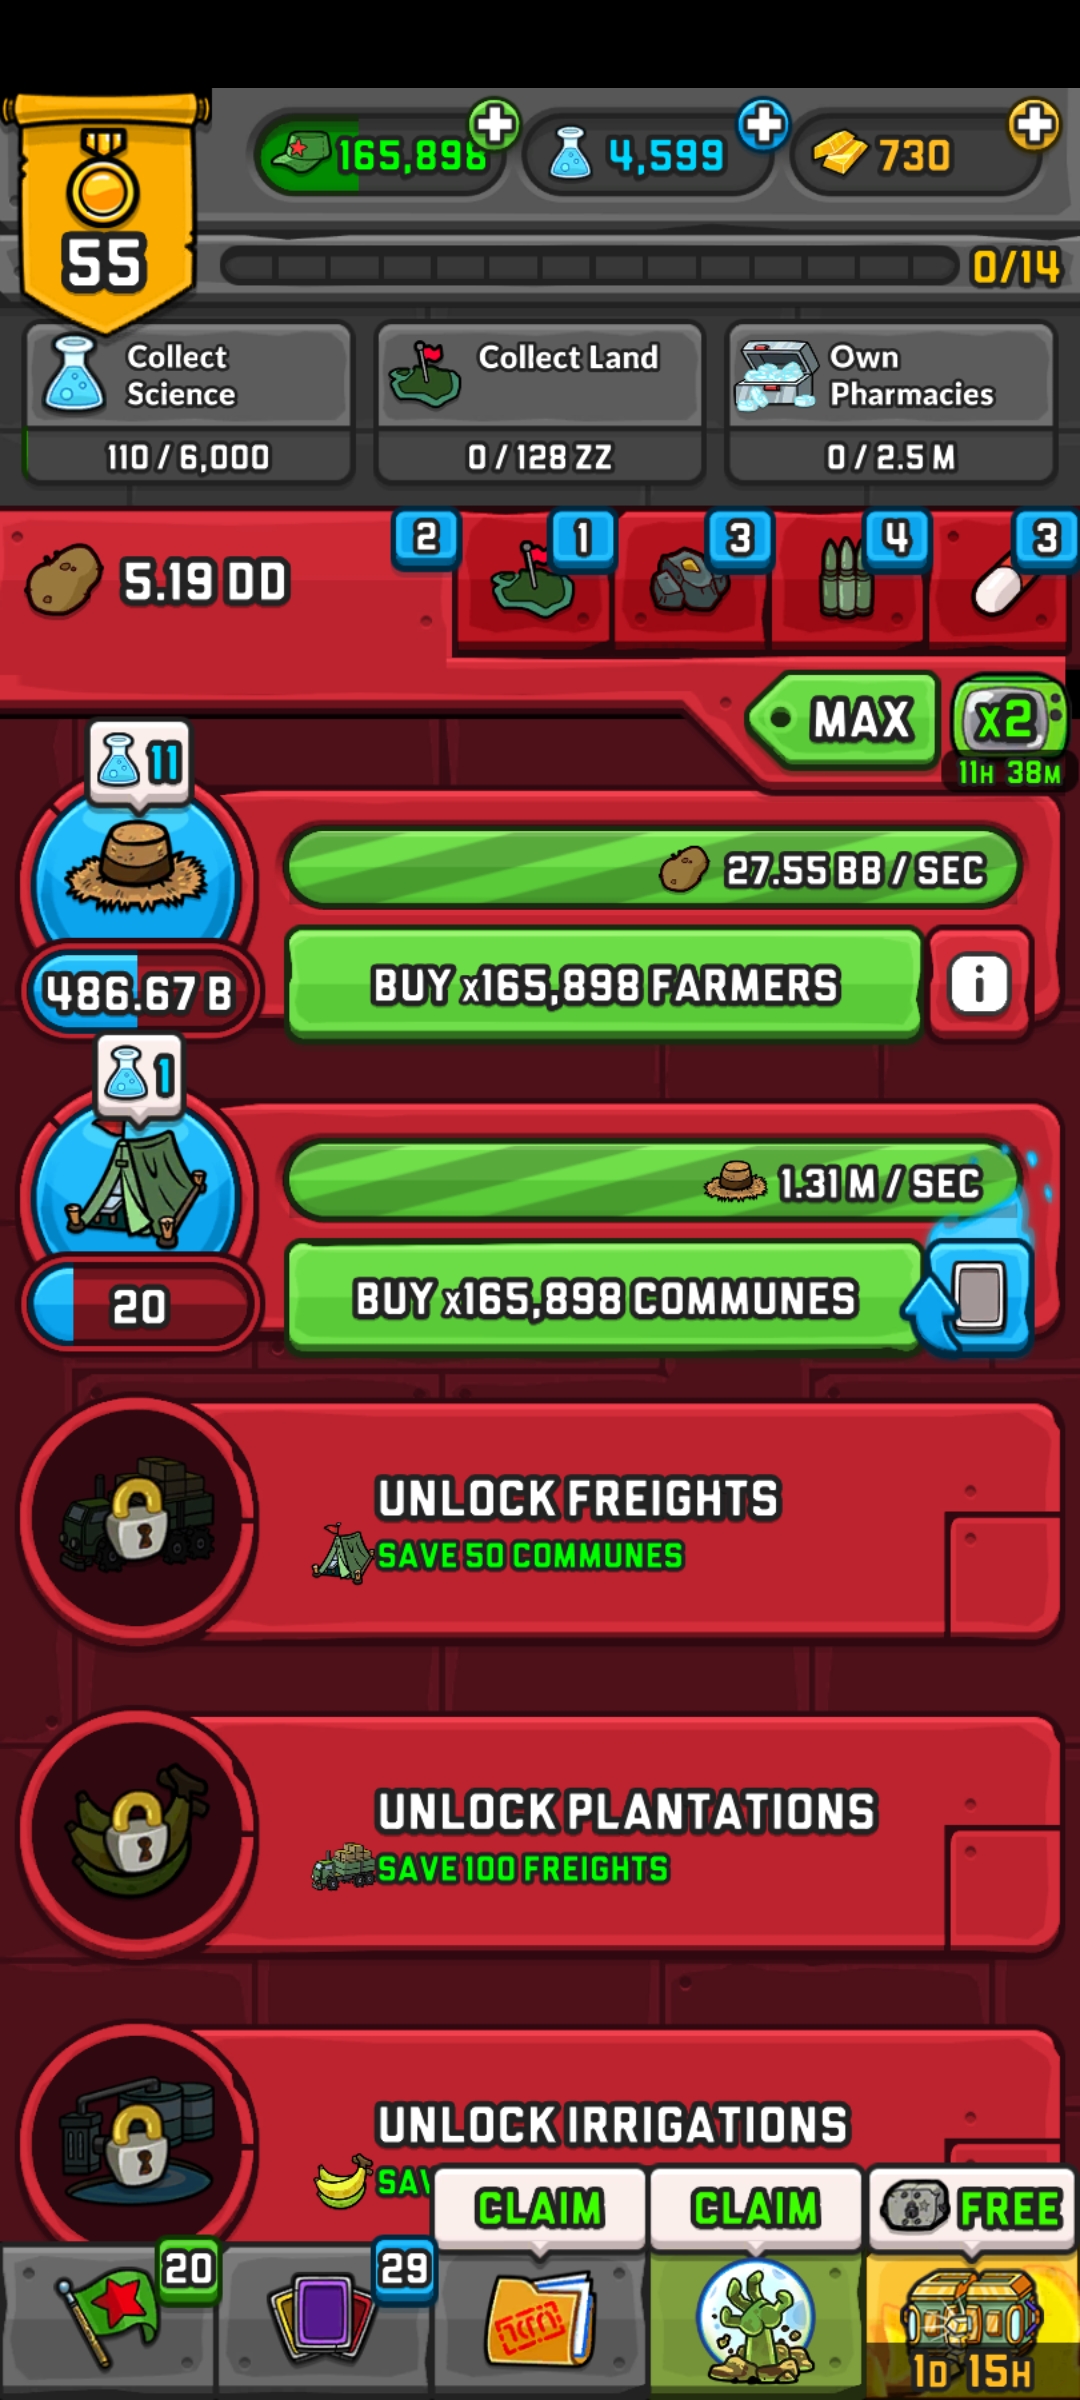 165,898
4,599
730
55
0/14
Collect
Science
110 / 6,000
Collect Land
0 / 128 ZZ
Own
Pharmacies
0 / 2.5 M
5.19 DD
2
1
3
4
3
MAX
x2
11H 38M
11
27.55 BB / SEC
486.67 B
BUY x165,898 FARMERS
i
1
1.31 M / SEC
20
BUY x165,898 COMMUNES
UNLOCK FREIGHTS
SAVE 50 COMMUNES
UNLOCK PLANTATIONS
SAVE 100 FREIGHTS
UNLOCK IRRIGATIONS
CLAIM
CLAIM
FREE
20
29
1D 15H